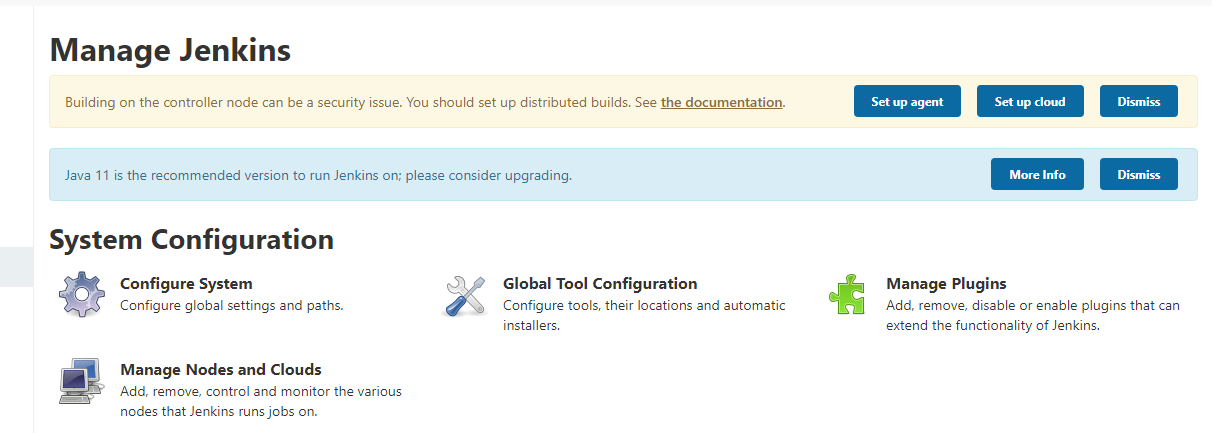 Manage Jenkins
Building on the controller node can be a security issue. You should set up distributed builds. See the documentation.
Set up agent
Set up cloud
Dismiss
Java 11 is the recommended version to run Jenkins on; please consider upgrading.
More Info
Dismiss
System Configuration
Configure System
Configure global settings and paths.
Global Tool Configuration
Configure tools, their locations and automatic
installers.
Manage Plugins
Add, remove, disable or enable plugins that can
extend the functionality of Jenkins.
Manage Nodes and Clouds
Add, remove, control and monitor the various
nodes that Jenkins runs jobs on.